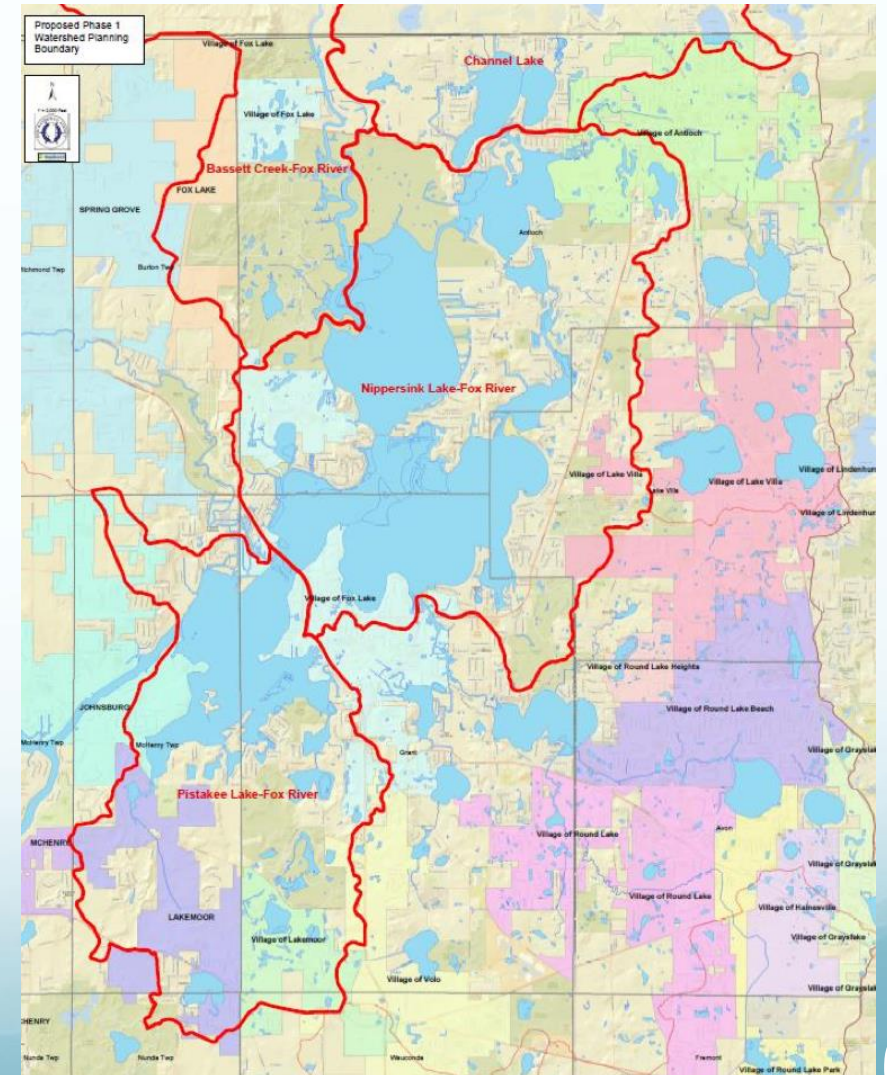 Proposed Phase 1
Watershed Planning
Boundary
Village of Fox Lake
Channel Lake
Village of Fox Lake
Village of Antioch
Bassett Creek-Fox River
FOX LAKE
SPRING GROVE
Antioch
Burton Twp
Richmond Twp
Nippersink Lake-Fox River
Village of Lake Villa
Village of Lake Villa
Village of Lindenhur
Lake Villa
Village of Lindenhur
Village of Fox Lake
Village of Round Lake Heights
JOHNSBURG
Village of Round Lake Beach
McHenry Twp
McHenry Twp
Grant
Village of Grayslak
Pistakee Lake-Fox River
Village of Round Lake
Avon
MCHENRY
Village of Grayslak
Village of Round Lake
Village of Hainesville
LAKEMOOR
Village of Lakemoor
Village of Grayslake
Village of Volo
Village of Grayslak
HENRY
Nunda Twp
Nunda Twp
Wauconda
Fremont
Village of Round Lake Park